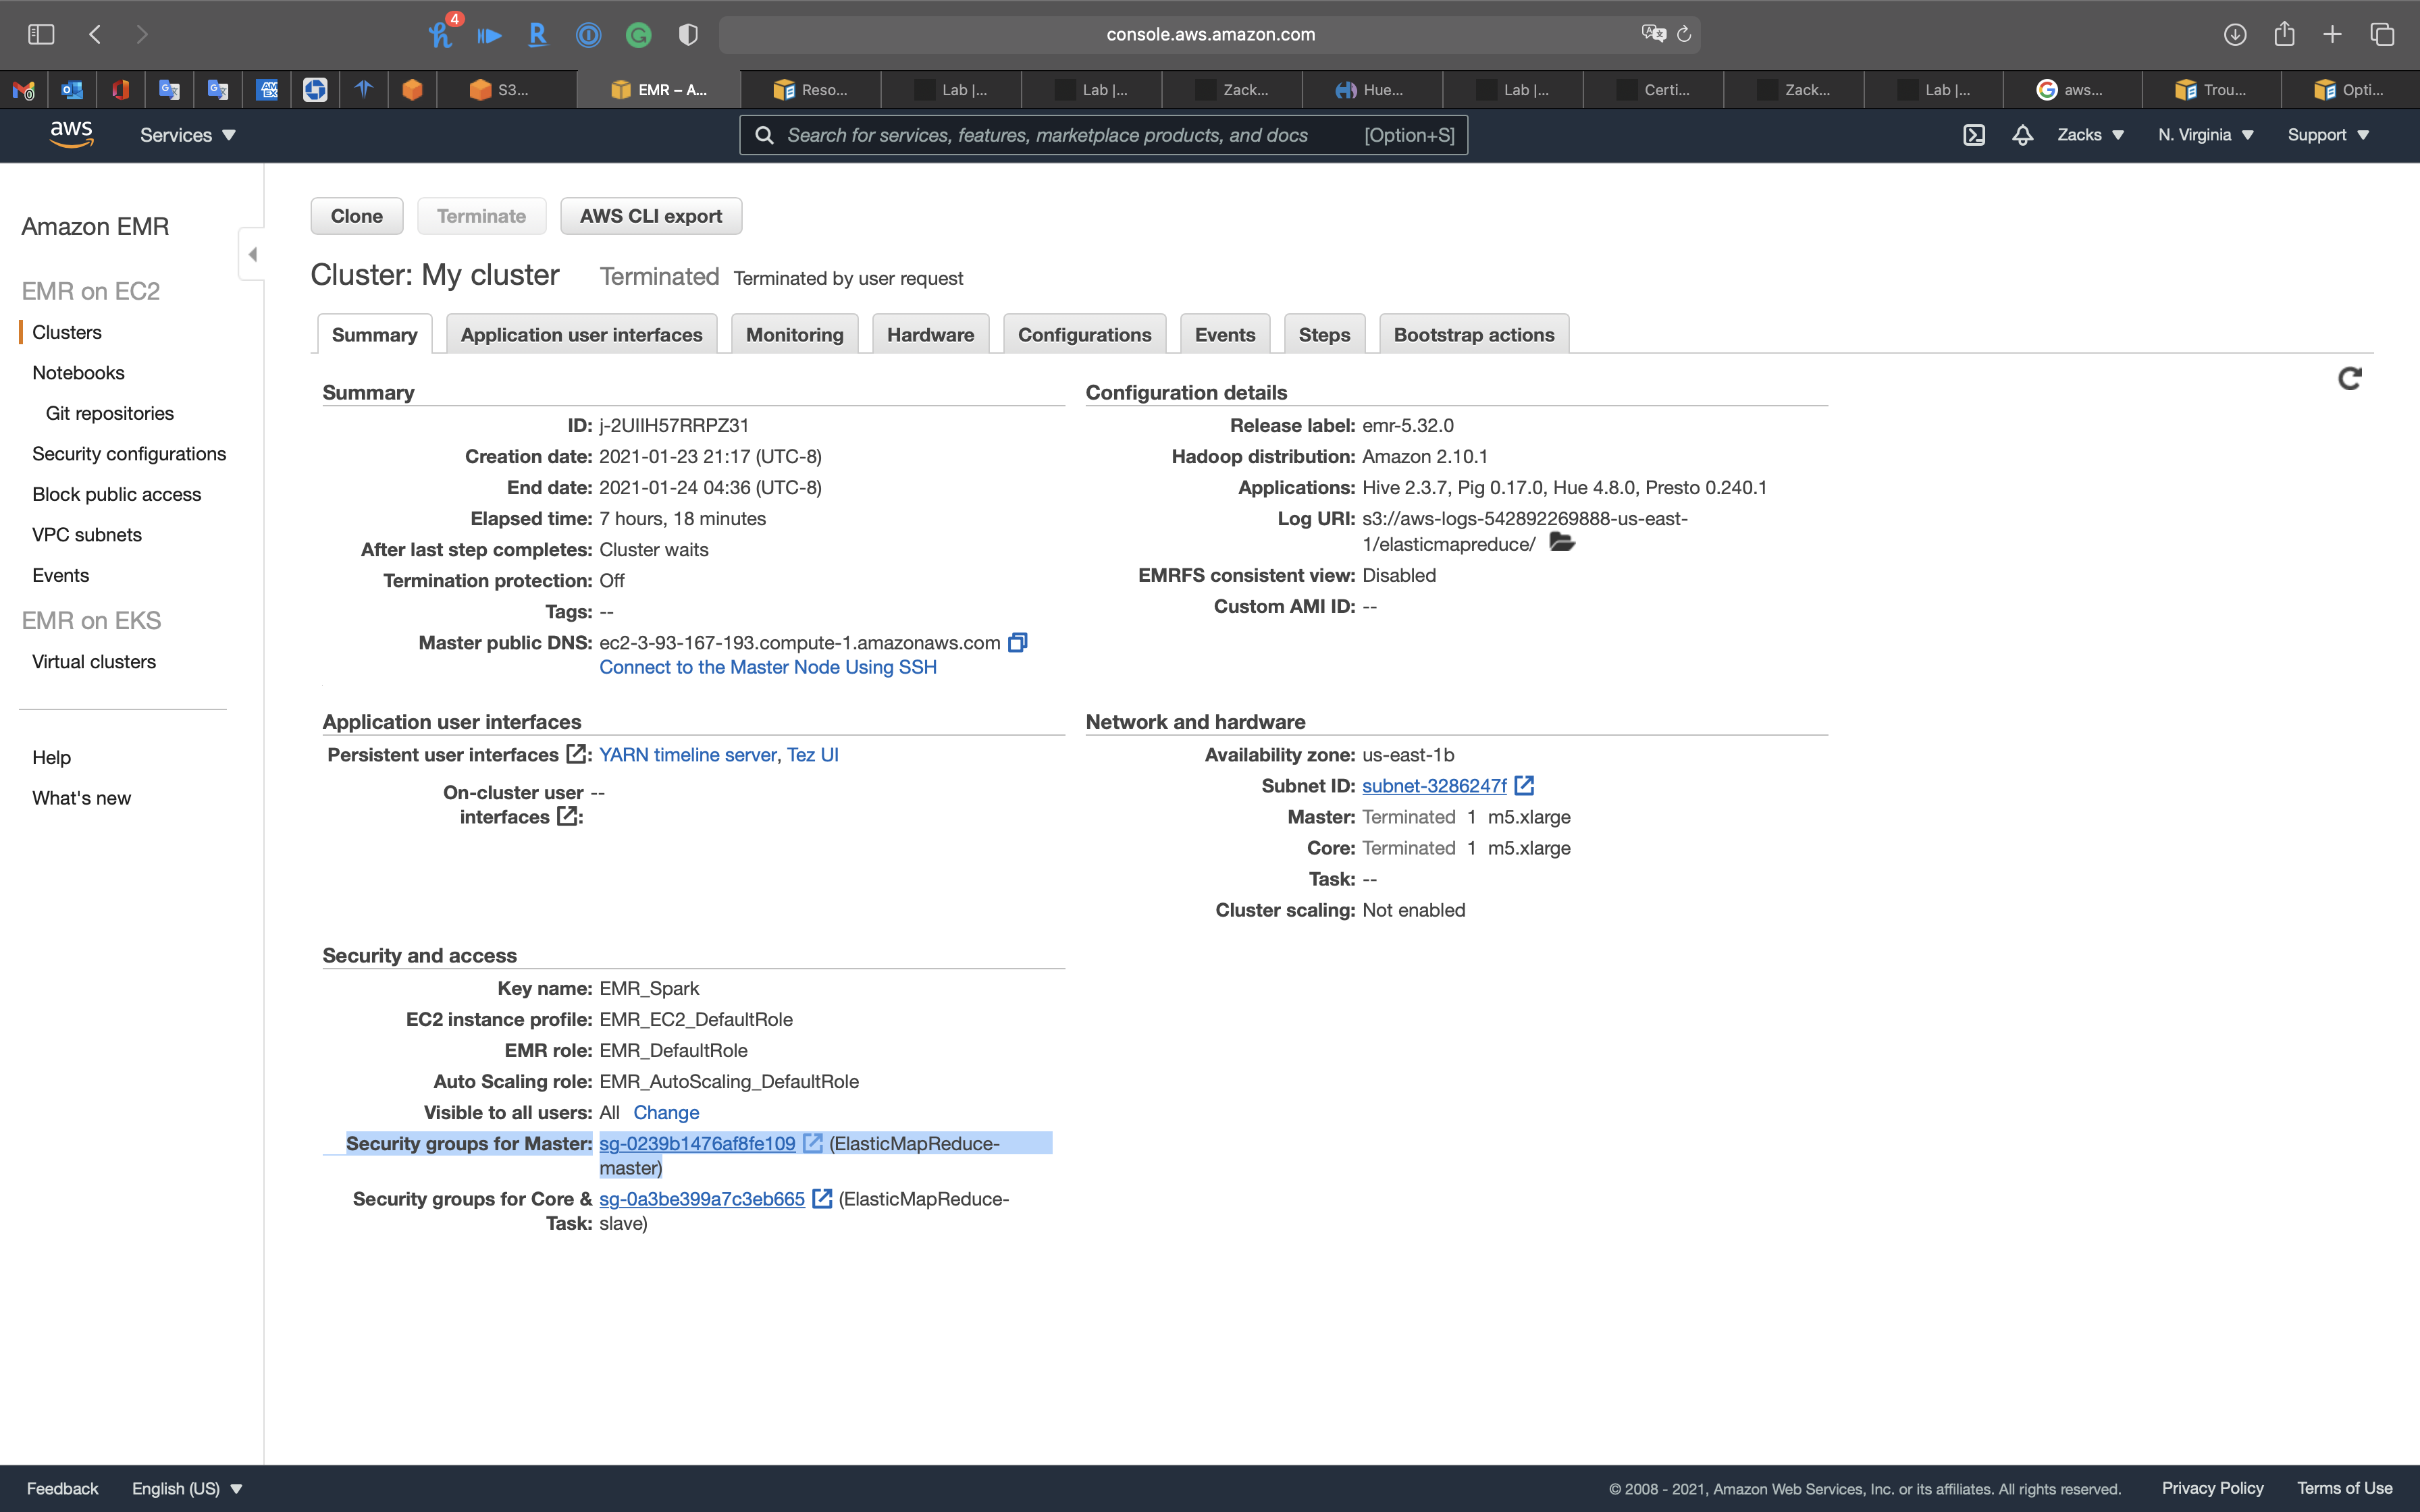 4
console.aws.amazon.com
S3...
EMR – A...
Reso...
Lab |...
Lab |...
Zack...
Hue...
Lab |...
Certi...
Zack...
Lab |...
aws...
Trou...
Opti...
aws
Services
Search for services, features, marketplace products, and docs [Option+S]
Zacks
N. Virginia
Support
Amazon EMR
EMR on EC2
Clusters
Notebooks
Git repositories
Security configurations
Block public access
VPC subnets
Events
EMR on EKS
Virtual clusters
Help
What's new
Clone
Terminate
AWS CLI export
Cluster: My cluster Terminated Terminated by user request
Summary
Application user interfaces
Monitoring
Hardware
Configurations
Events
Steps
Bootstrap actions
Summary
ID: j-2UIIH57RRPZ31
Creation date: 2021-01-23 21:17 (UTC-8)
End date: 2021-01-24 04:36 (UTC-8)
Elapsed time: 7 hours, 18 minutes
After last step completes: Cluster waits
Termination protection: Off
Tags: --
Master public DNS: ec2-3-93-167-193.compute-1.amazonaws.com
Connect to the Master Node Using SSH
Configuration details
Release label: emr-5.32.0
Hadoop distribution: Amazon 2.10.1
Applications: Hive 2.3.7, Pig 0.17.0, Hue 4.8.0, Presto 0.240.1
Log URI: s3://aws-logs-542892269888-us-east-
1/elasticmapreduce/
EMRFS consistent view: Disabled
Custom AMI ID: --
Application user interfaces
Persistent user interfaces : YARN timeline server, Tez UI
On-cluster user --
interfaces :
Network and hardware
Availability zone: us-east-1b
Subnet ID: subnet-3286247f
Master: Terminated 1 m5.xlarge
Core: Terminated 1 m5.xlarge
Task: --
Cluster scaling: Not enabled
Security and access
Key name: EMR_Spark
EC2 instance profile: EMR_EC2_DefaultRole
EMR role: EMR_DefaultRole
Auto Scaling role: EMR_AutoScaling_DefaultRole
Visible to all users: All Change
Security groups for Master: sg-0239b1476af8fe109 (ElasticMapReduce-
master)
Security groups for Core & sg-0a3be399a7c3eb665 (ElasticMapReduce-
Task: slave)
Feedback
English (US)
© 2008 - 2021, Amazon Web Services, Inc. or its affiliates. All rights reserved.
Privacy Policy
Terms of Use